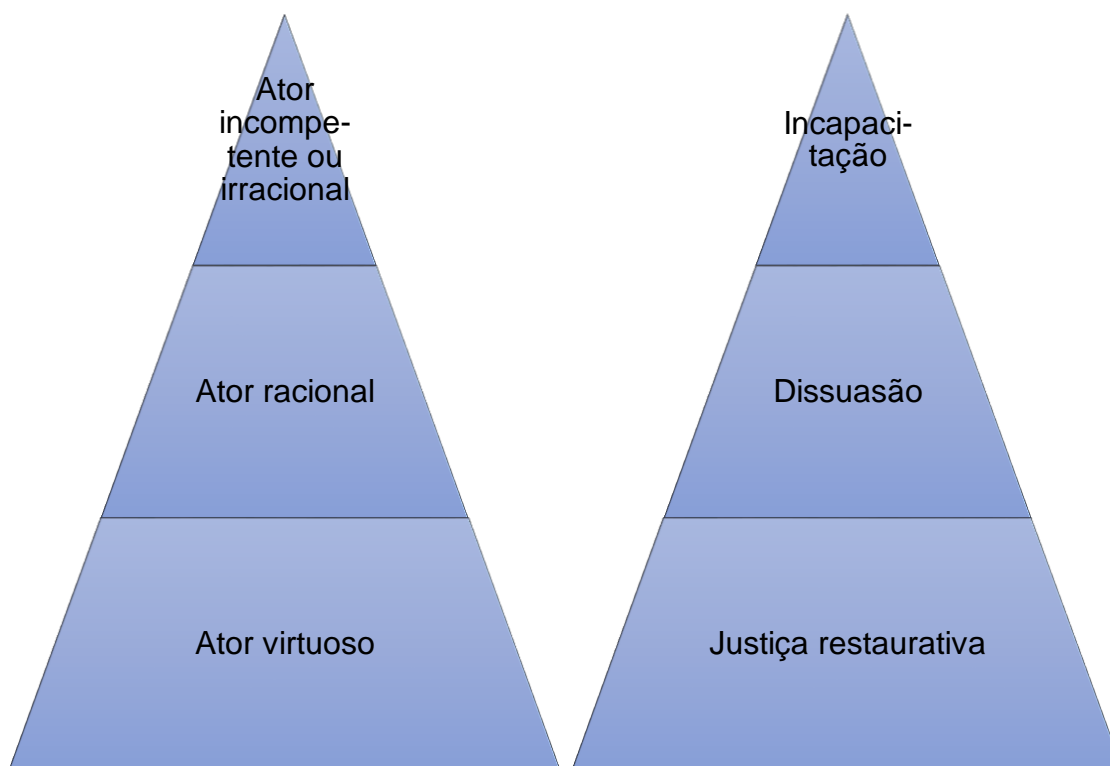 Ator
incompe-
tente ou
irracional
Ator racional
Ator virtuoso
Incapaci-
tação
Dissuasão
Justiça restaurativa